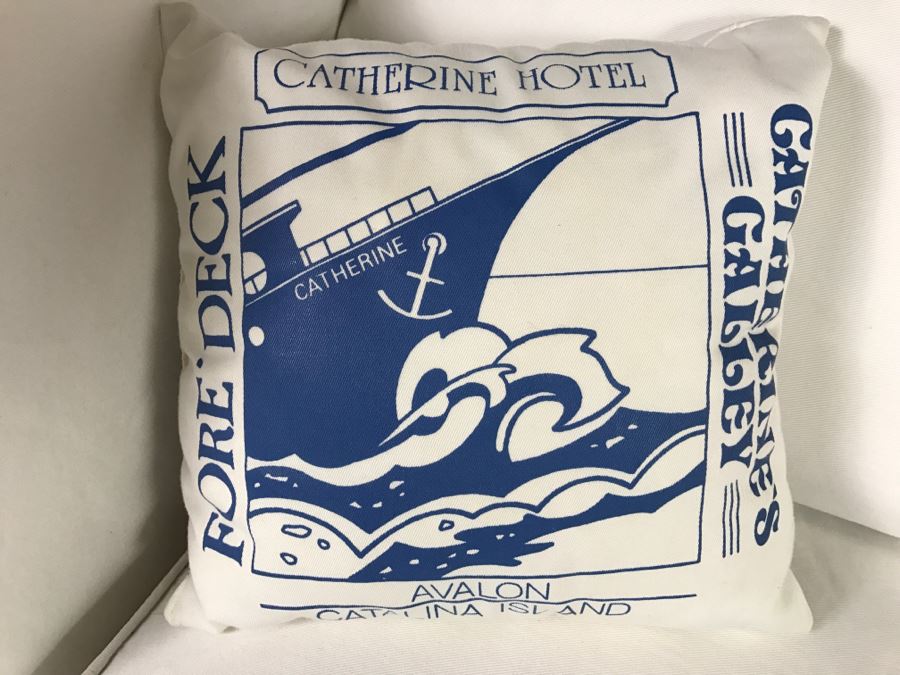 CATHERINE HOTEL
FORE'DECK
CATHERINE
CATHERINE'S
GALLEY
AVALON
CATALINA ISLAND